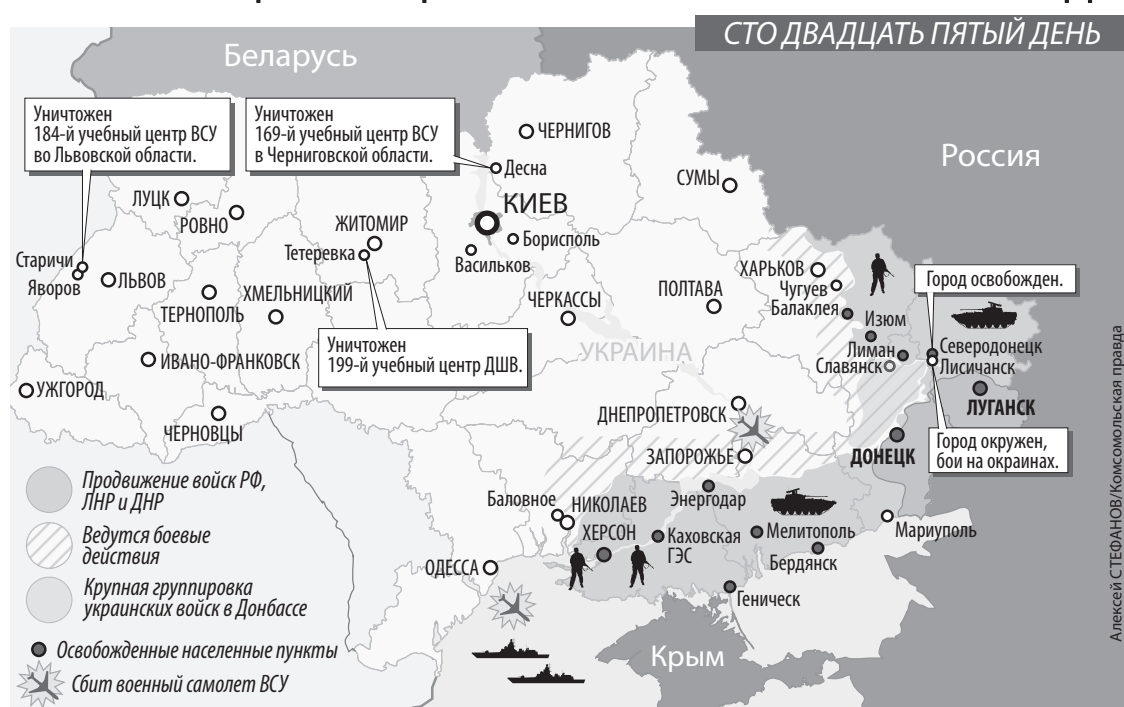 СТО ДВАДЦАТЬ ПЯТЫЙ ДЕНЬ
Беларусь
Россия
Уничтожен
184-й учебный центр ВСУ
во Львовской области.
Уничтожен
169-й учебный центр ВСУ
в Черниговской области.
ЧЕРНИГОВ
Десна
СУМЫ
ЛУЦК
РОВНО
ЖИТОМИР
Тетеревка
КИЕВ
Борисполь
Васильков
Старичи
Яворов
ЛЬВОВ
ТЕРНОПОЛЬ
ХМЕЛЬНИЦКИЙ
ЧЕРКАССЫ
ПОЛТАВА
ХАРЬКОВ
Чугуев
Балаклея
Изюм
Город освобожден.
Лиман
Славянск
Северодонецк
Лисичанск
УКРАИНА
Уничтожен
199-й учебный центр ДШВ.
ИВАНО-ФРАНКОВСК
УЖГОРОД
ЧЕРНОВЦЫ
ДНЕПРОПЕТРОВСК
ЛУГАНСК
ЗАПОРОЖЬЕ
ДОНЕЦК
Город окружен,
бои на окраинах.
Баловное
НИКОЛАЕВ
Энергодар
ХЕРСОН
Каховская
ГЭС
Мелитополь
Бердянск
Мариуполь
ОДЕССА
Геническ
Крым
Продвижение войск РФ,
ЛНР и ДНР
Ведутся боевые
действия
Крупная группировка
украинских войск в Донбассе
Освобожденные населенные пункты
Сбит военный самолет ВСУ
Алексей СТЕФАНОВ/Комсомольская правда